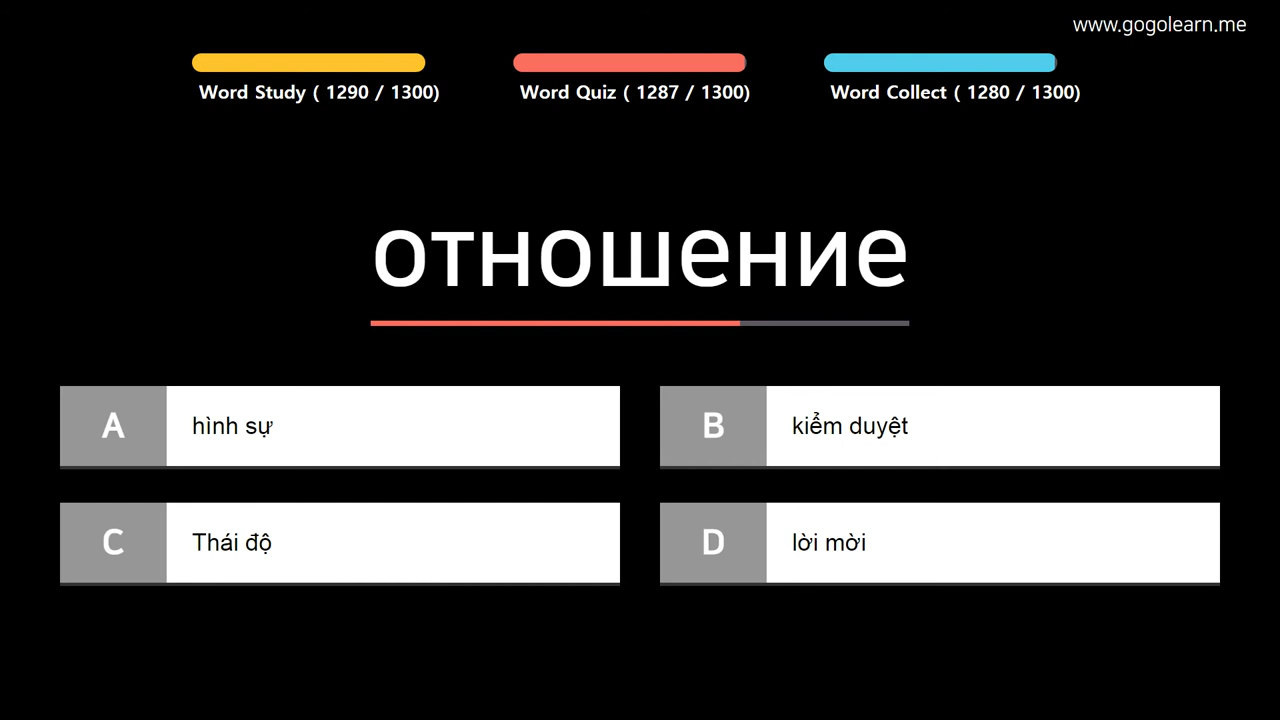 www.gogolearn.me
Word Study ( 1290 / 1300)
Word Quiz ( 1287 / 1300)
Word Collect ( 1280 / 1300)
отношение
A hình sự
B kiểm duyệt
C Thái độ
D lời mời